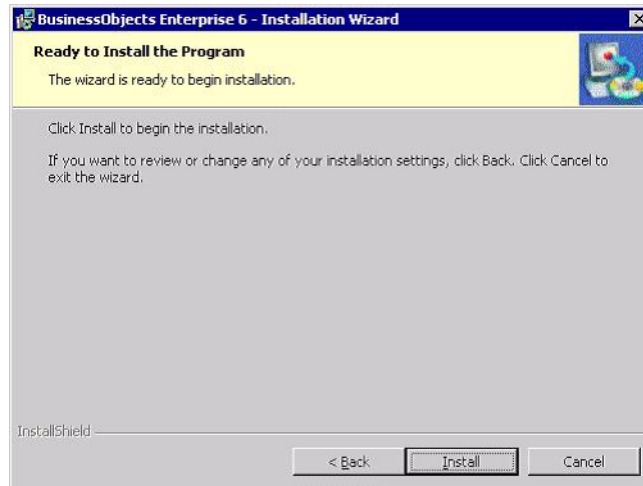 BusinessObjects Enterprise 6 - Installation Wizard
Ready to Install the Program
The wizard is ready to begin installation.
Click Install to begin the installation.
If you want to review or change any of your installation settings, click Back. Click Cancel to
exit the wizard.
InstallShield
< Back Install Cancel